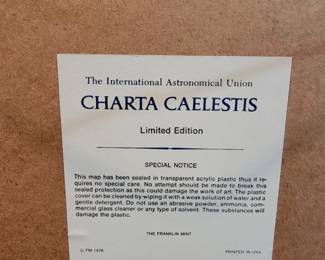 The International Astronomical Union
CHARTA CAELESTIS
Limited Edition
SPECIAL NOTICE
This map has been sealed in transparent acrylic plastic thus it re-
quires no special care. No attempt should be made to break this
sealed protection as this could damage the work of art. The plastic
cover can be cleaned by wiping it with a weak solution of water and a
gentle detergent. Do not use an abrasive powder, ammonia, com-
mercial glass cleaner or any type of solvent. These substances will
damage the plastic.
THE FRANKLIN MINT
© FM 1978
PRINTED IN USA